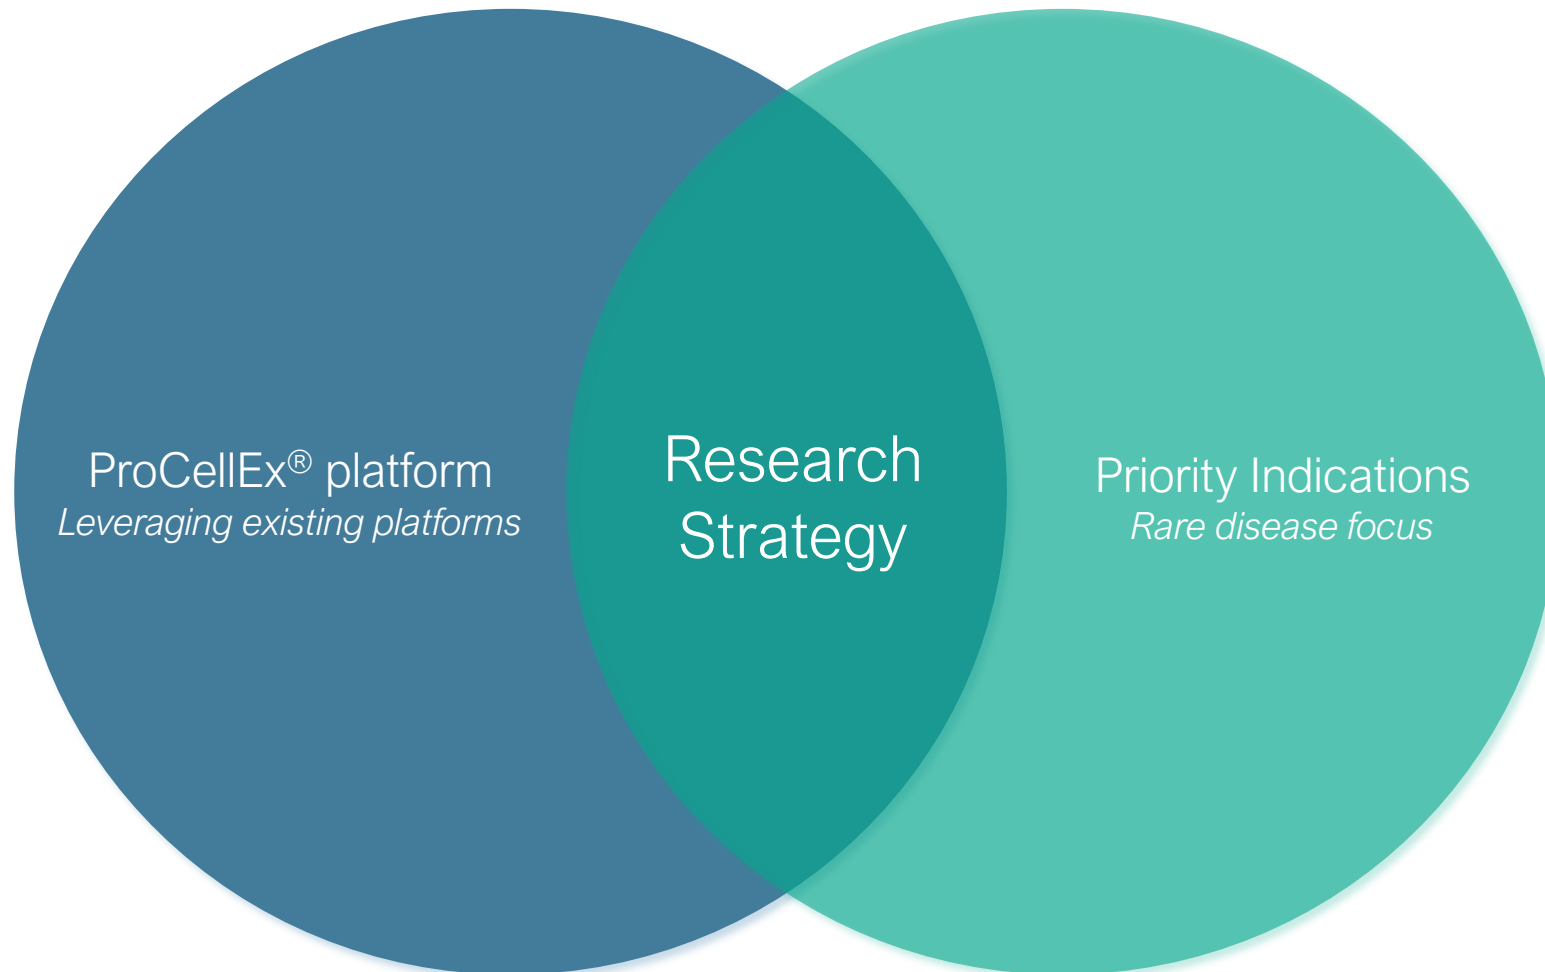 ProCellEx® platform
Leveraging existing platforms
Research
Strategy
Priority Indications
Rare disease focus